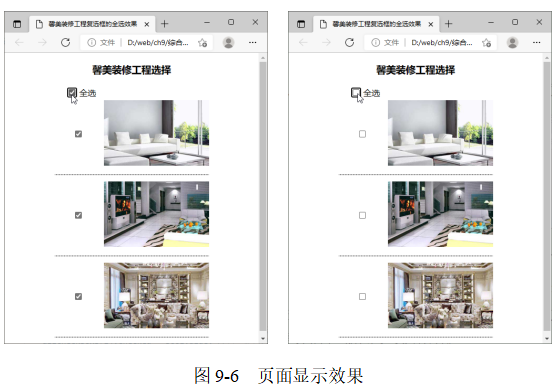 馨美装修工程复选框的全选效果
文件 D:/web/ch9/综合...
馨美装修工程选择
全选
馨美装修工程复选框的全选效果
文件 D:/web/ch9/综合...
馨美装修工程选择
全选
图 9-6 页面显示效果